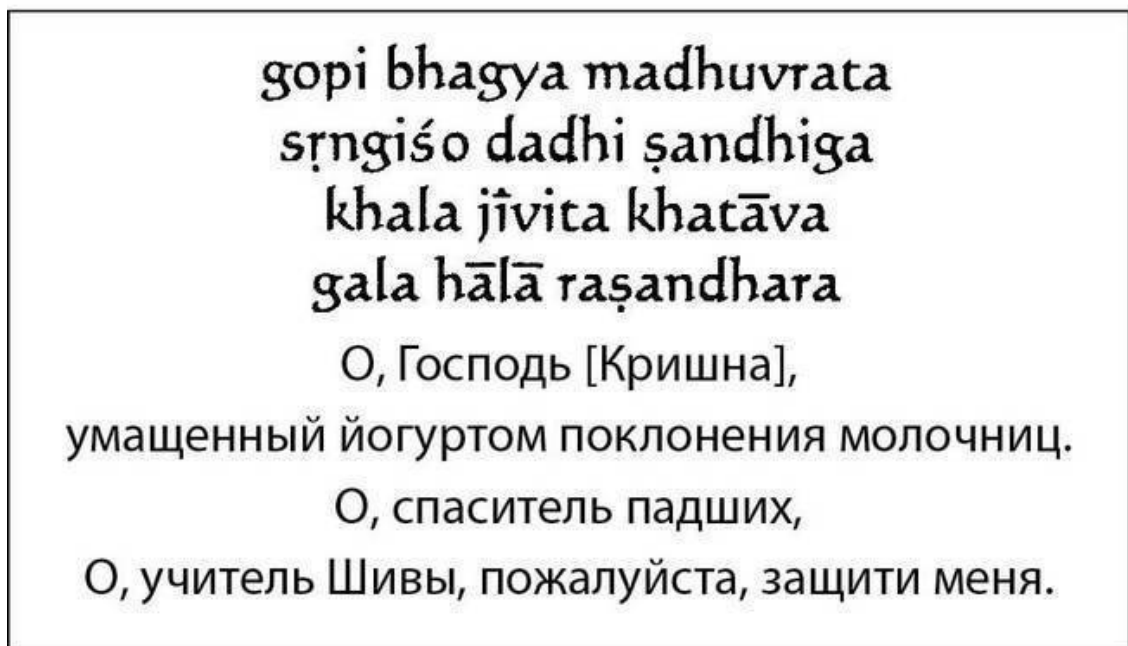 gopi bhagya madhuvrata
sṛngiśo dadhi ṣandhiga
khala jîvita khatāva
gala hālā raṣandhara
О, Господь [Кришна],
умащенный йогуртом поклонения молочниц.
О, спаситель падших,
О, учитель Шивы, пожалуйста, защити меня.